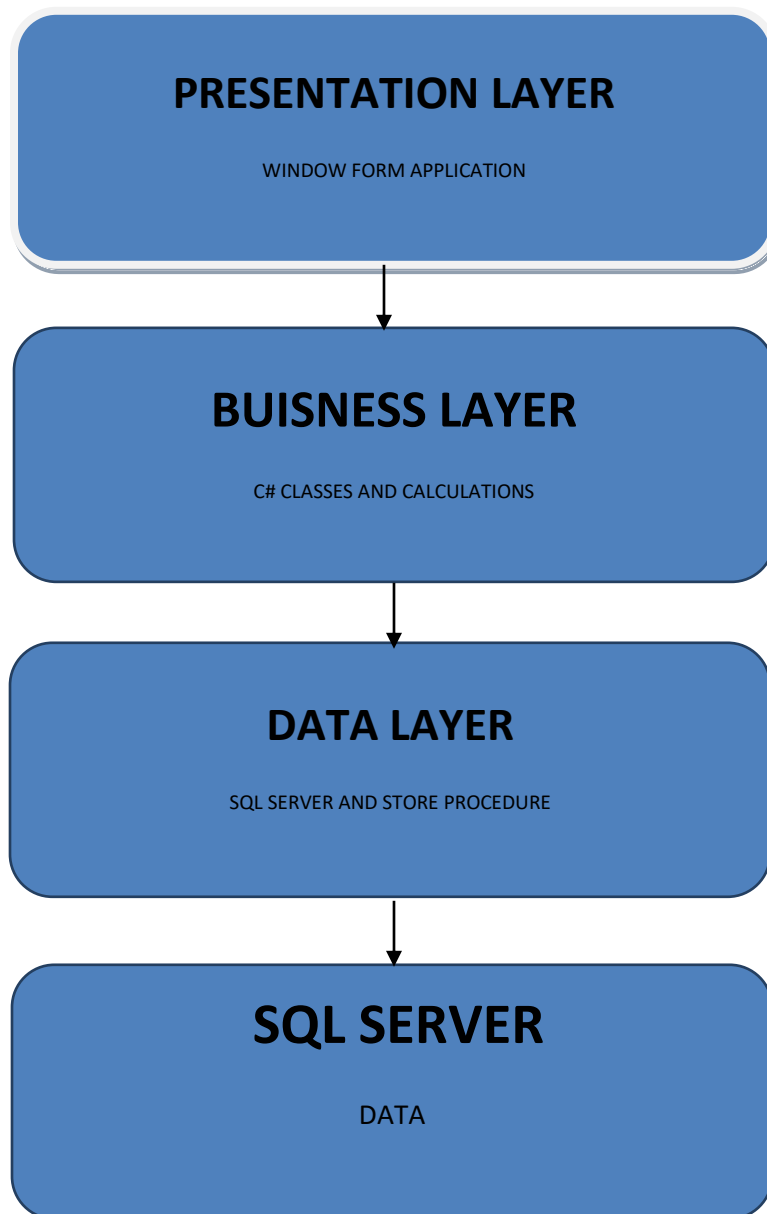 PRESENTATION LAYER
WINDOW FORM APPLICATION
BUISNESS LAYER
C# CLASSES AND CALCULATIONS
DATA LAYER
SQL SERVER AND STORE PROCEDURE
SQL SERVER
DATA